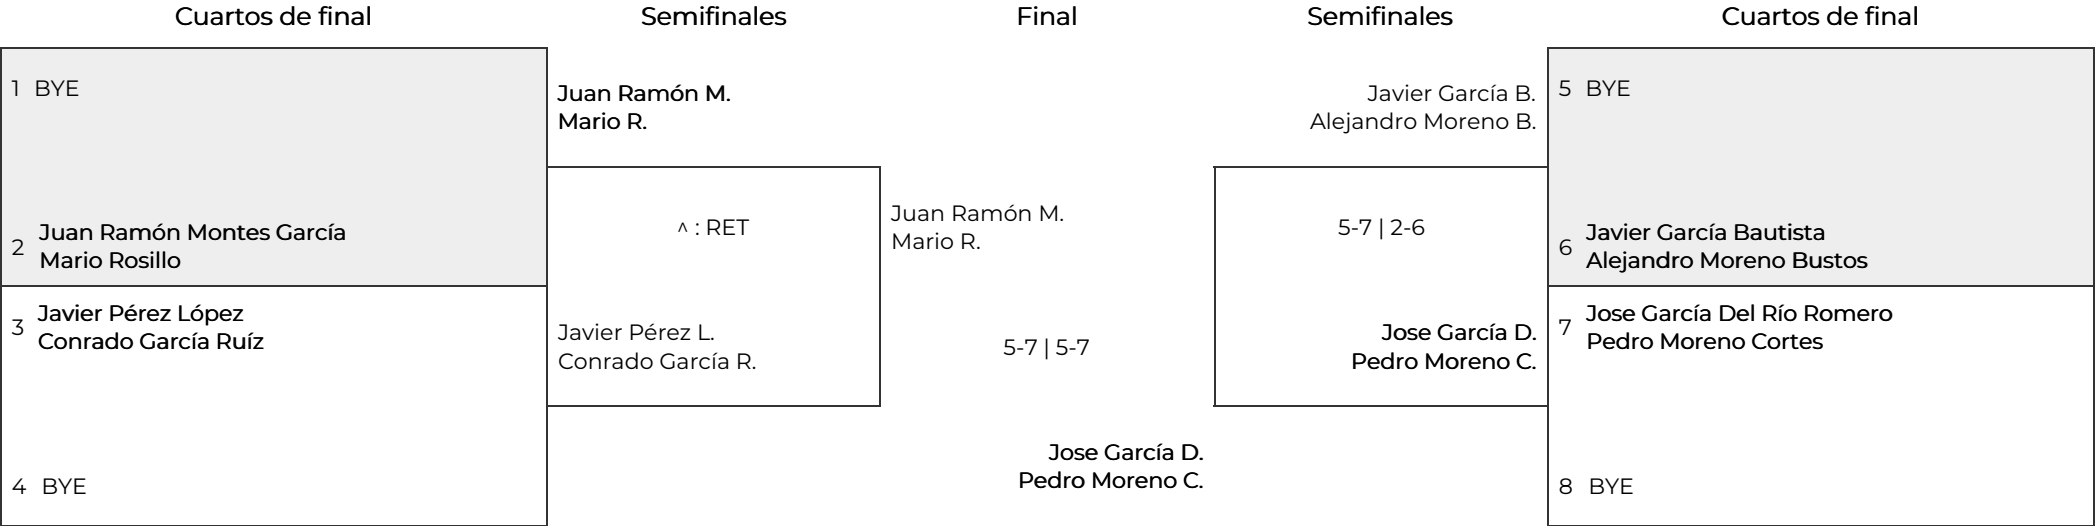 Cuartos de final
Semifinales
Final
Semifinales
Cuartos de final
1 BYE
2 Juan Ramón Montes García
Mario Rosillo
3 Javier Pérez López
Conrado García Ruíz
4 BYE
Juan Ramón M.
Mario R.
^ : RET
Javier Pérez L.
Conrado García R.
Juan Ramón M.
Mario R.
5-7 | 5-7
Jose García D.
Pedro Moreno C.
Javier García B.
Alejandro Moreno B.
5-7 | 2-6
Jose García D.
Pedro Moreno C.
5 BYE
6 Javier García Bautista
Alejandro Moreno Bustos
7 Jose García Del Río Romero
Pedro Moreno Cortes
8 BYE